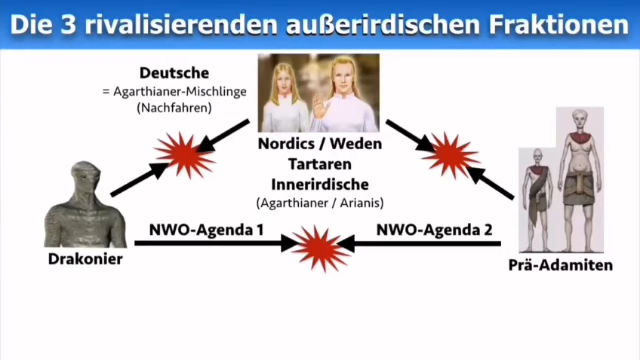 Die 3 rivalisierenden außerirdischen Fraktionen
Deutsche
= Agarthianer-Mischlinge
(Nachfahren)
Nordics / Weden
Tartaren
Innerirdische
(Agarthianer / Arianis)
NWO-Agenda 1
NWO-Agenda 2
Drakonier
Prä-Adamiten